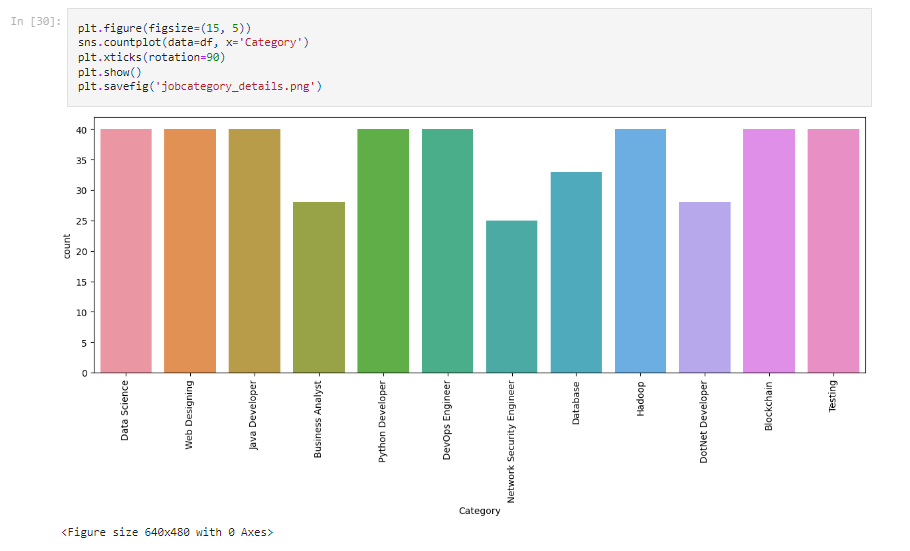 In [30]:
plt.figure(figsize=(15, 5))
sns.countplot(data=df, x='Category')
plt.xticks(rotation=90)
plt.show()
plt.savefig('jobcategory_details.png')
40
35
30
25
20
15
10
5
0
count
Data Science
Web Designing
Java Developer
Business Analyst
Python Developer
DevOps Engineer
Network Security Engineer
Database
Hadoop
DotNet Developer
Blockchain
Testing
Category
<Figure size 640x480 with 0 Axes>